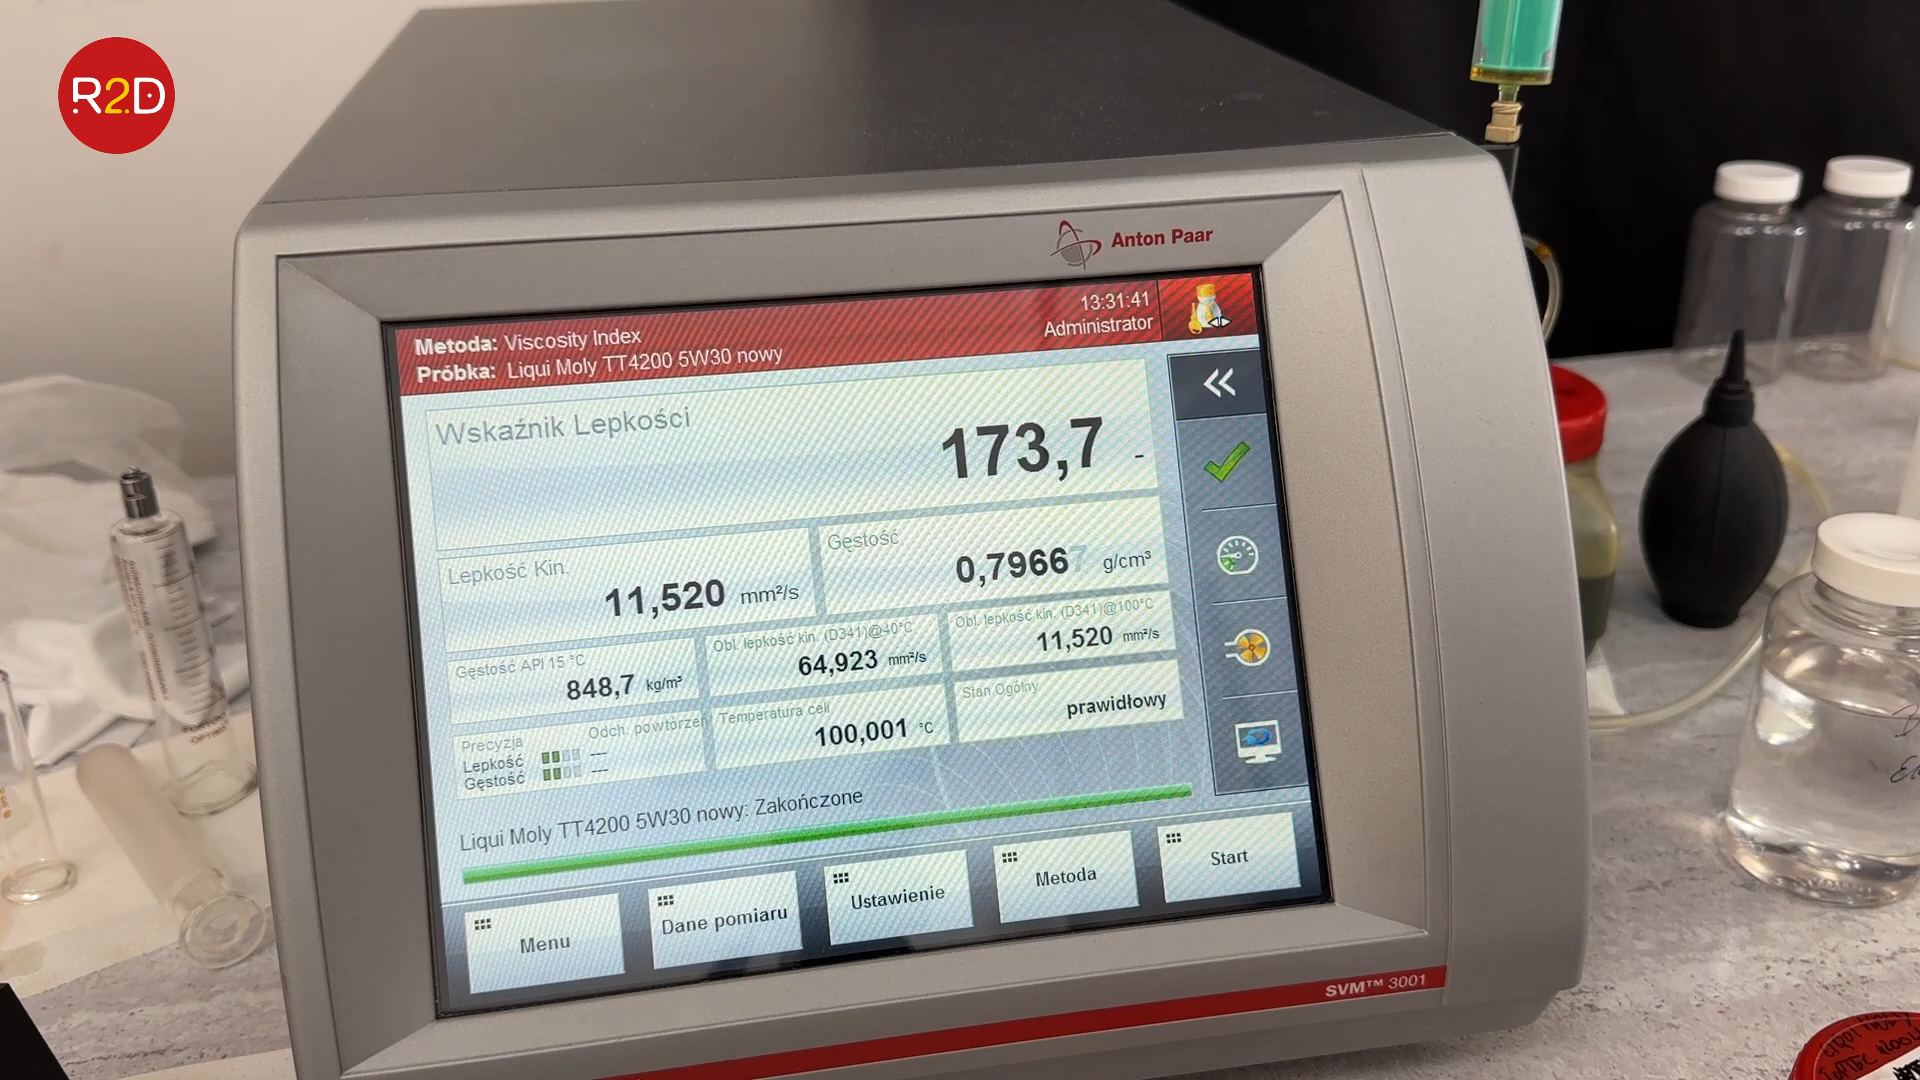 R2D
Anton Paar
13:31:41
Administrator
Metoda: Viscosity Index
Próbka: Liqui Moly TT4200 5W30 nowy
Wskaźnik Lepkości
173,7 -
Lepkość Kin.
11,520 mm²/s
Gęstość
0,79667 g/cm³
Gęstość API 15 °C
848,7 kg/m³
Obl. lepkość kin. (D341)@40°C
64,923 mm²/s
Obl. lepkość kin. (D341)@100°C
11,520 mm²/s
Precyzja
Lepkość
Gęstość
Odch. powtórzeń
---
---
Temperatura celi
100,001 °C
Stan Ogólny
prawidłowy
Liqui Moly TT4200 5W30 nowy: Zakończone
Menu
Dane pomiaru
Ustawienie
Metoda
Start
SVM™ 3001